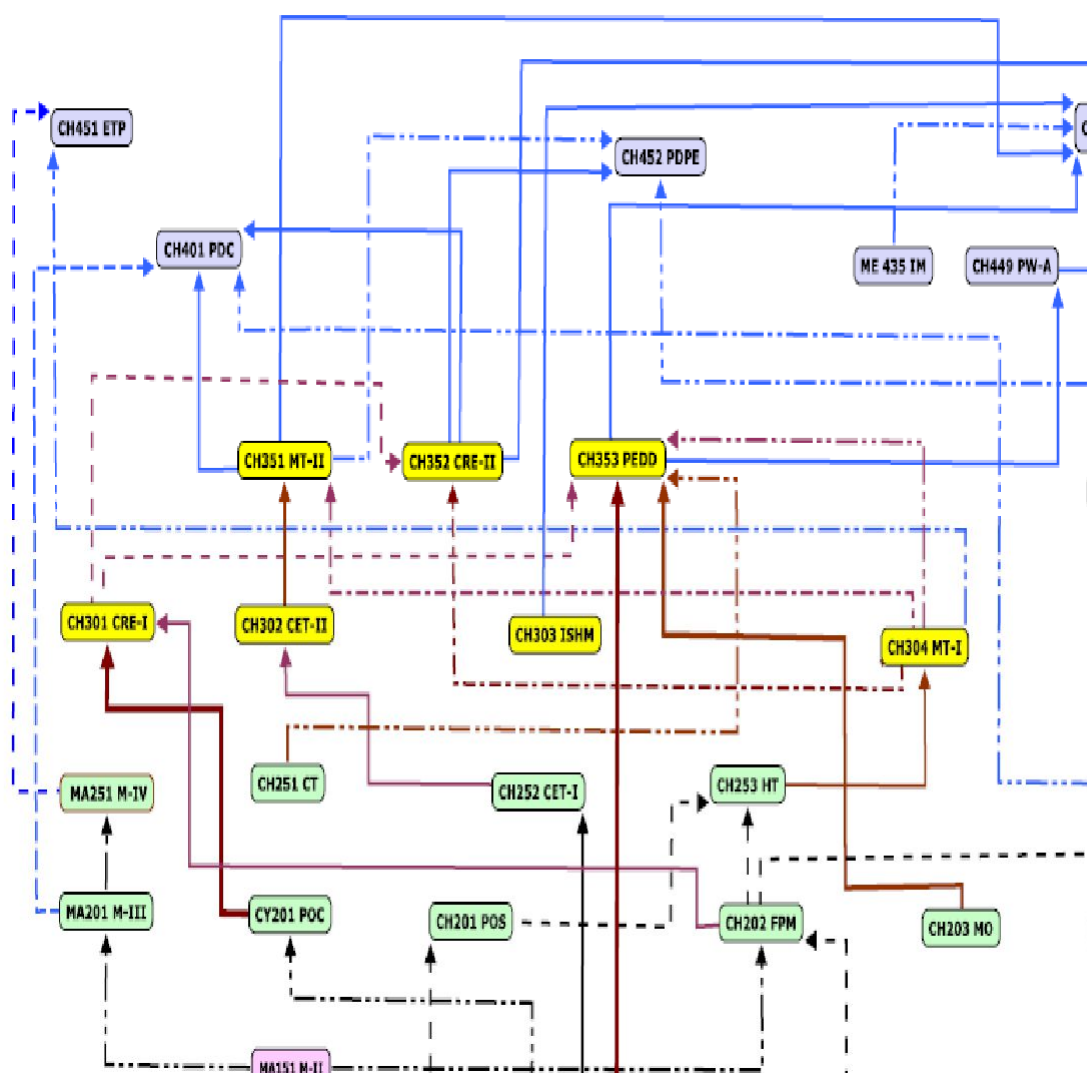 CH451 ETP
C
CH452 PDPE
CH401 PDC
ME 435 IM
CH449 PW-A
CH351 MT-II
CH352 CRE-II
CH353 PEDD
CH301 CRE-I
CH302 CET-II
CH303 ISHM
CH304 MT-I
MA251 M-IV
CH251 CT
CH252 CET-I
CH253 HT
MA201 M-III
CY201 POC
CH201 POS
CH202 FPM
CH203 MO
MA151 M-II